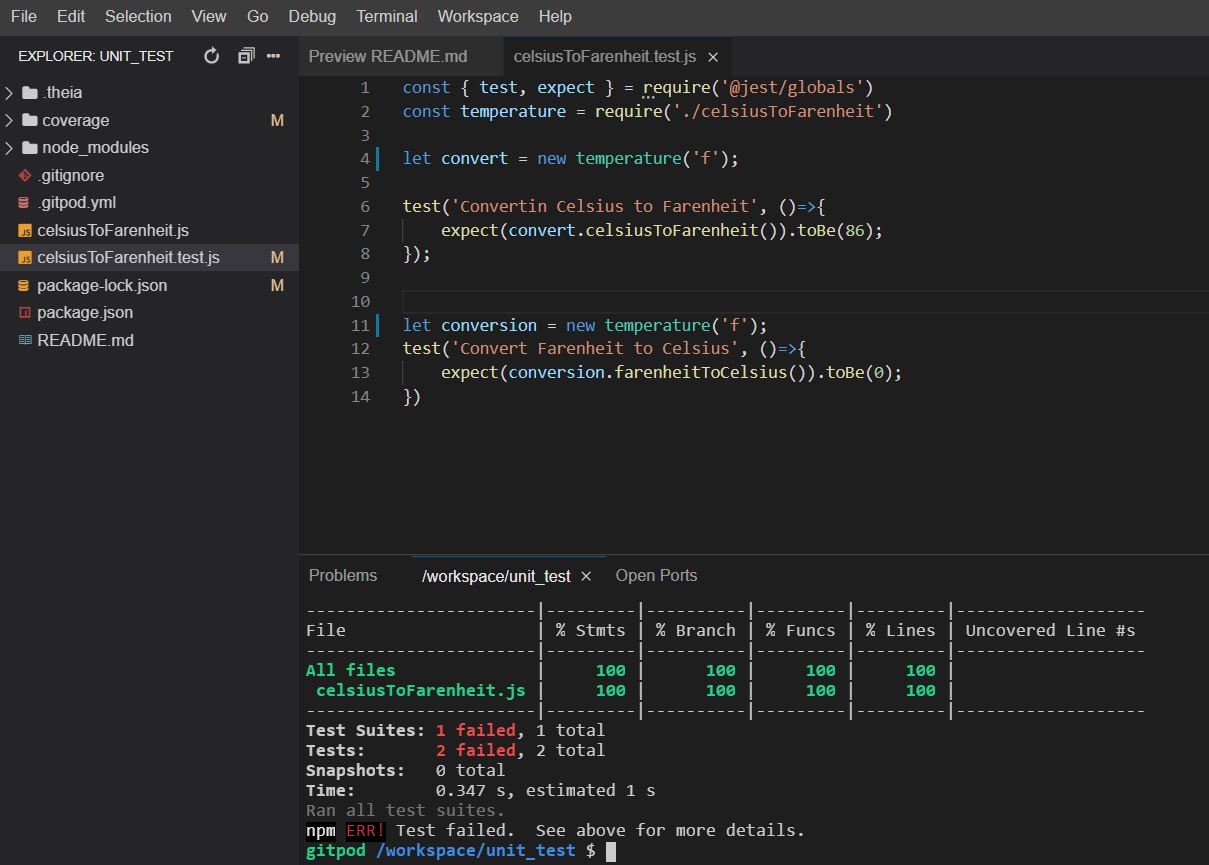 File Edit Selection View Go Debug Terminal Workspace Help
EXPLORER: UNIT_TEST
.theia
coverage M
node_modules
.gitignore
.gitpod.yml
celsiusToFarenheit.js
celsiusToFarenheit.test.js M
package-lock.json M
package.json
README.md
Preview README.md celsiusToFarenheit.test.js
1 const { test, expect } = require('@jest/globals')
2 const temperature = require('./celsiusToFarenheit')
3
4 let convert = new temperature('f');
5
6 test('Convertin Celsius to Farenheit', ()=>{
7 expect(convert.celsiusToFarenheit()).toBe(86);
8 });
9
10
11 let conversion = new temperature('f');
12 test('Convert Farenheit to Celsius', ()=>{
13 expect(conversion.farenheitToCelsius()).toBe(0);
14 })
Problems /workspace/unit_test Open Ports
-----------------------|---------|----------|---------|---------|-------------------
File | % Stmts | % Branch | % Funcs | % Lines | Uncovered Line #s
-----------------------|---------|----------|---------|---------|-------------------
All files | 100 | 100 | 100 | 100 |
celsiusToFarenheit.js | 100 | 100 | 100 | 100 |
-----------------------|---------|----------|---------|---------|-------------------
Test Suites: 1 failed, 1 total
Tests: 2 failed, 2 total
Snapshots: 0 total
Time: 0.347 s, estimated 1 s
Ran all test suites.
npm ERR! Test failed. See above for more details.
gitpod /workspace/unit_test $